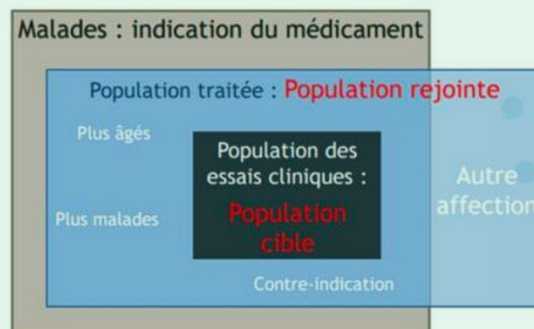 Malades : indication du médicament
Population traitée : Population rejointe
Plus âgés
Population des
essais cliniques :
Population
cible
Plus malades
Autre
affection
Contre-indication